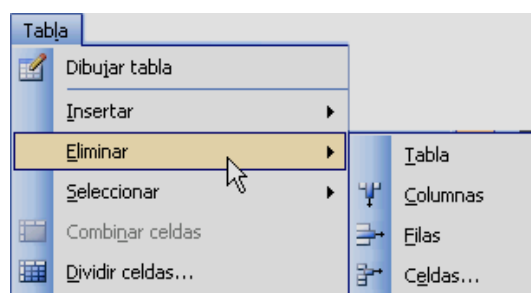 Tabla
Dibujar tabla
Insertar
Eliminar
Seleccionar
Combinar celdas
Dividir celdas...
Tabla
Columnas
Filas
Celdas...